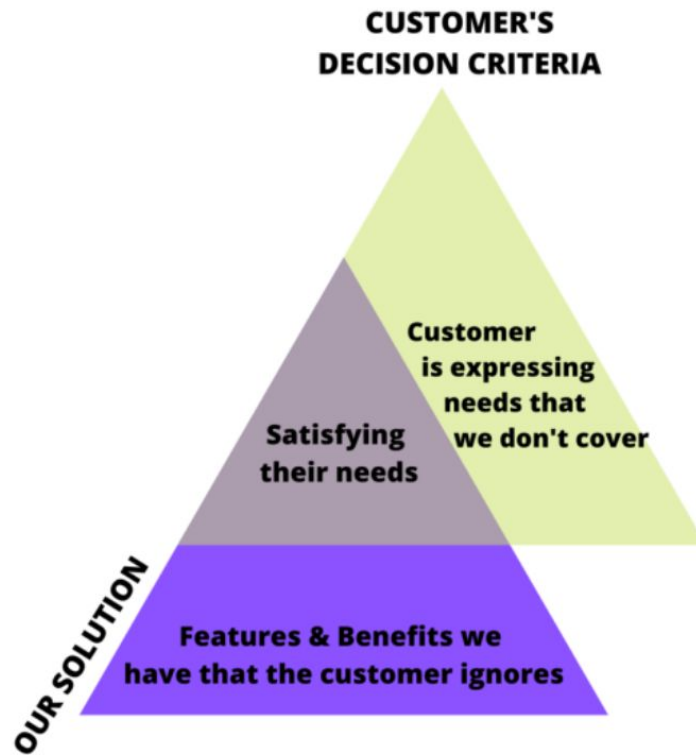 CUSTOMER'S
DECISION CRITERIA
Customer
is expressing
needs that
we don't cover
Satisfying
their needs
OUR SOLUTION
Features & Benefits we
have that the customer ignores